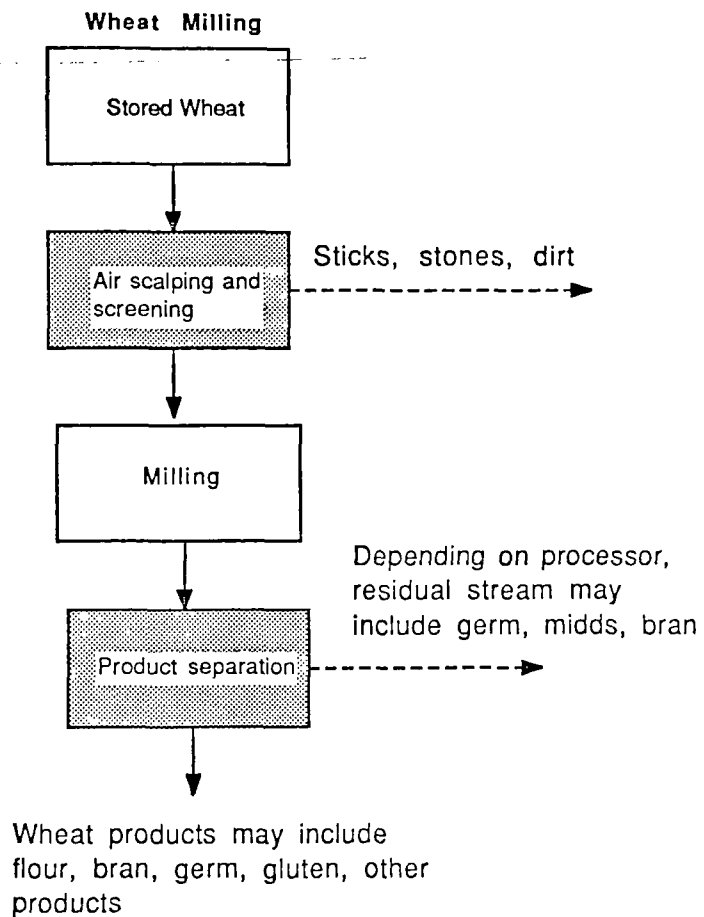 Wheat Milling
Stored Wheat
Air scalping and
screening
Sticks, stones, dirt
Milling
Depending on processor,
residual stream may
include germ, midds, bran
Product separation
Wheat products may include
flour, bran, germ, gluten, other
products